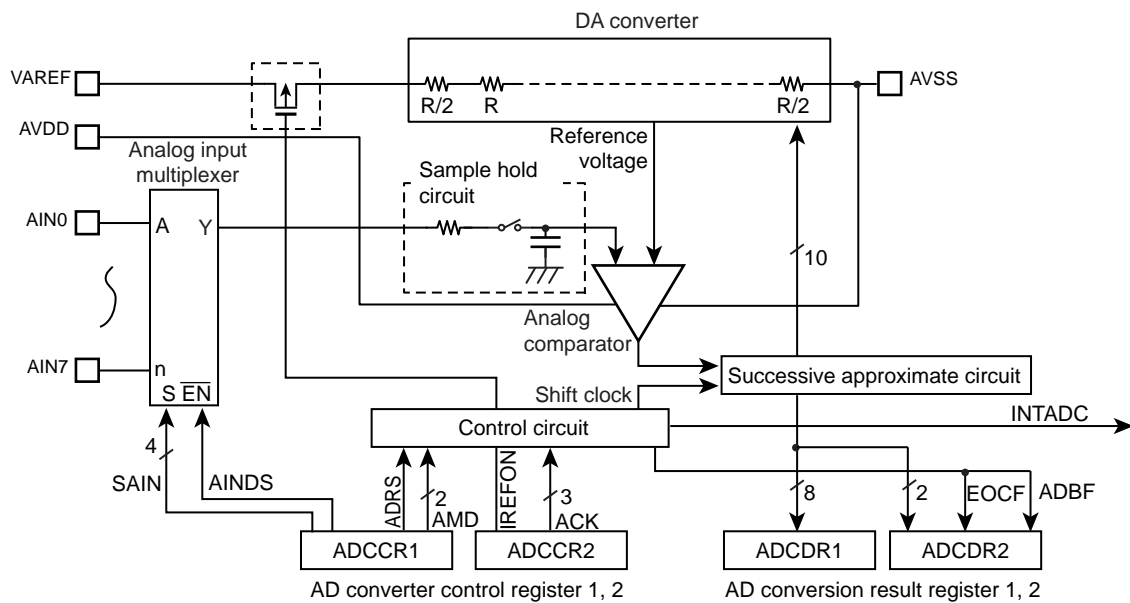 DA converter
VAREF
AVSS
R/2
R
R/2
AVDD
Reference
voltage
Analog input
multiplexer
Sample hold
circuit
AIN0
A
Y
10
Analog
comparator
AIN7
n
S EN
Successive approximate circuit
Shift clock
INTADC
Control circuit
4
SAIN
AINDS
ADRS
2
AMD
IREFON
3
ACK
8
2
EOCF
ADBF
ADCCR1
ADCCR2
ADCDR1
ADCDR2
AD converter control register 1, 2
AD conversion result register 1, 2